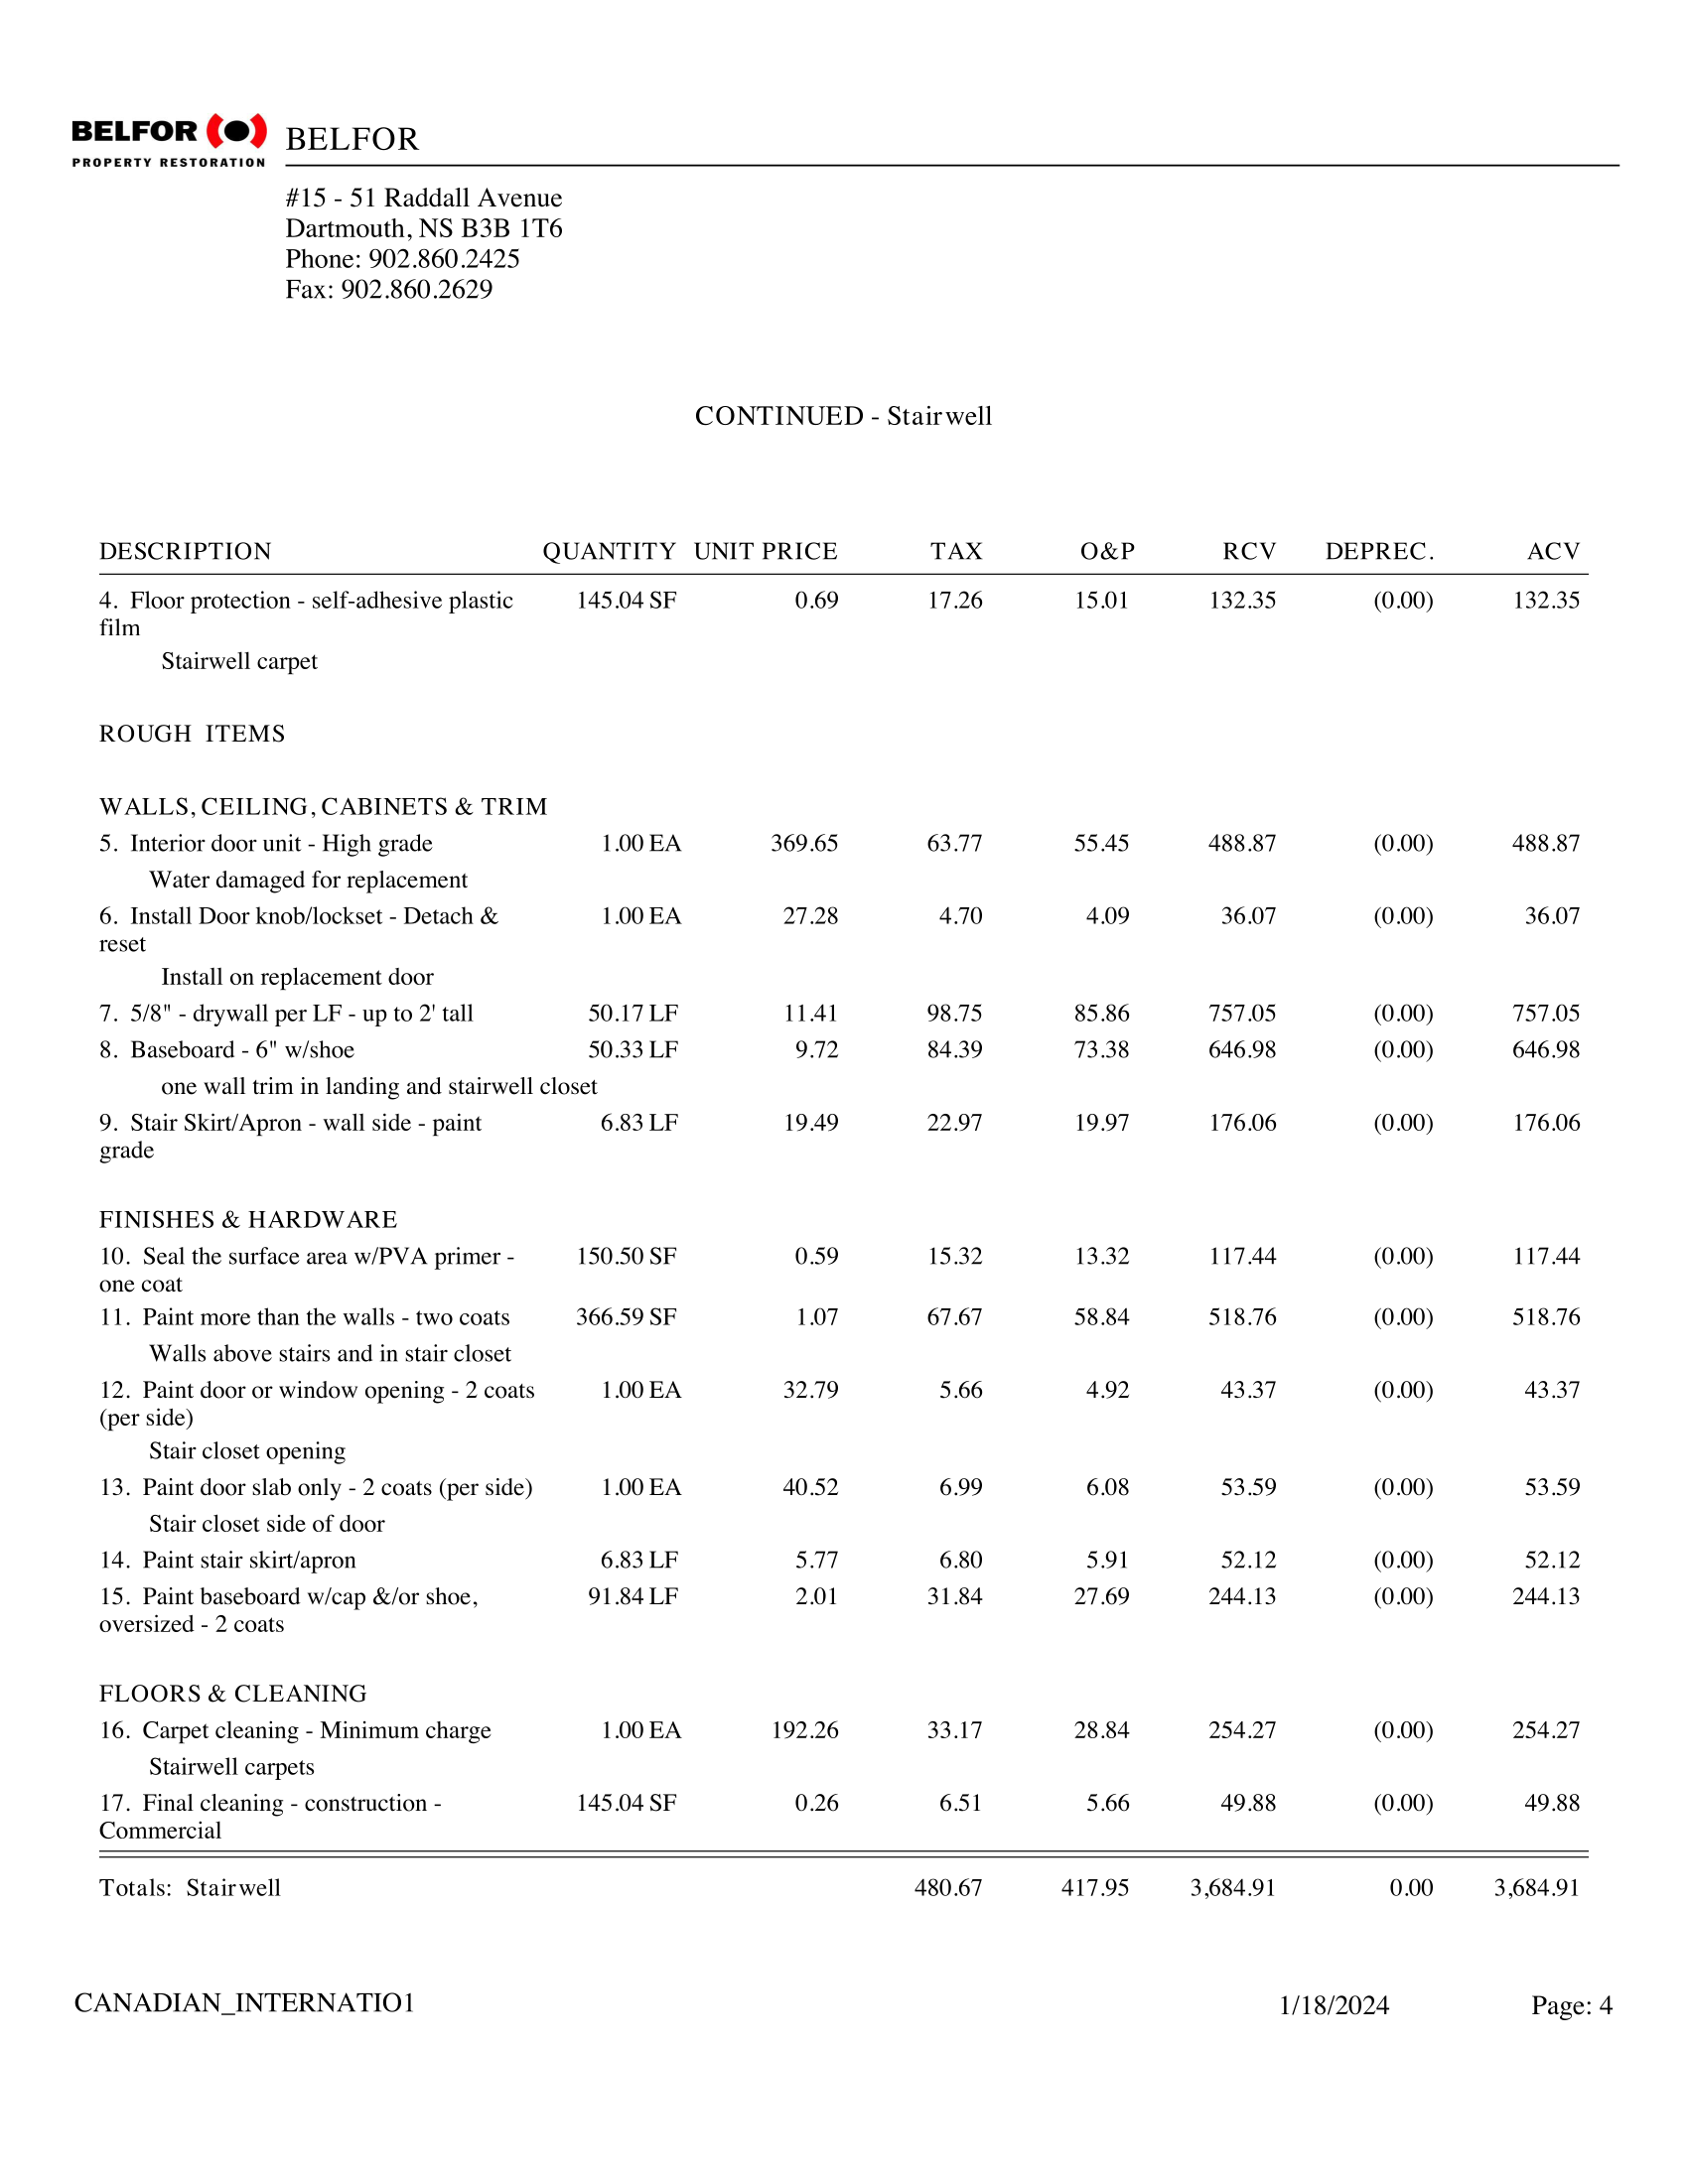 BELFOR BELFOR
PROPERTY RESTORATION
#15 - 51 Raddall Avenue
Dartmouth, NS B3B 1T6
Phone: 902.860.2425
Fax: 902.860.2629
CONTINUED - Stairwell
DESCRIPTION QUANTITY UNIT PRICE TAX O&P RCV DEPREC. ACV
4. Floor protection - self-adhesive plastic 145.04 SF 0.69 17.26 15.01 132.35 (0.00) 132.35
film
Stairwell carpet
ROUGH ITEMS
WALLS, CEILING, CABINETS & TRIM
5. Interior door unit - High grade 1.00 EA 369.65 63.77 55.45 488.87 (0.00) 488.87
Water damaged for replacement
6. Install Door knob/lockset - Detach & 1.00 EA 27.28 4.70 4.09 36.07 (0.00) 36.07
reset
Install on replacement door
7. 5/8" - drywall per LF - up to 2' tall 50.17 LF 11.41 98.75 85.86 757.05 (0.00) 757.05
8. Baseboard - 6" w/shoe 50.33 LF 9.72 84.39 73.38 646.98 (0.00) 646.98
one wall trim in landing and stairwell closet
9. Stair Skirt/Apron - wall side - paint 6.83 LF 19.49 22.97 19.97 176.06 (0.00) 176.06
grade
FINISHES & HARDWARE
10. Seal the surface area w/PVA primer - 150.50 SF 0.59 15.32 13.32 117.44 (0.00) 117.44
one coat
11. Paint more than the walls - two coats 366.59 SF 1.07 67.67 58.84 518.76 (0.00) 518.76
Walls above stairs and in stair closet
12. Paint door or window opening - 2 coats 1.00 EA 32.79 5.66 4.92 43.37 (0.00) 43.37
(per side)
Stair closet opening
13. Paint door slab only - 2 coats (per side) 1.00 EA 40.52 6.99 6.08 53.59 (0.00) 53.59
Stair closet side of door
14. Paint stair skirt/apron 6.83 LF 5.77 6.80 5.91 52.12 (0.00) 52.12
15. Paint baseboard w/cap &/or shoe, 91.84 LF 2.01 31.84 27.69 244.13 (0.00) 244.13
oversized - 2 coats
FLOORS & CLEANING
16. Carpet cleaning - Minimum charge 1.00 EA 192.26 33.17 28.84 254.27 (0.00) 254.27
Stairwell carpets
17. Final cleaning - construction - 145.04 SF 0.26 6.51 5.66 49.88 (0.00) 49.88
Commercial
Totals: Stairwell 480.67 417.95 3,684.91 0.00 3,684.91
CANADIAN_INTERNATIO1 1/18/2024 Page: 4